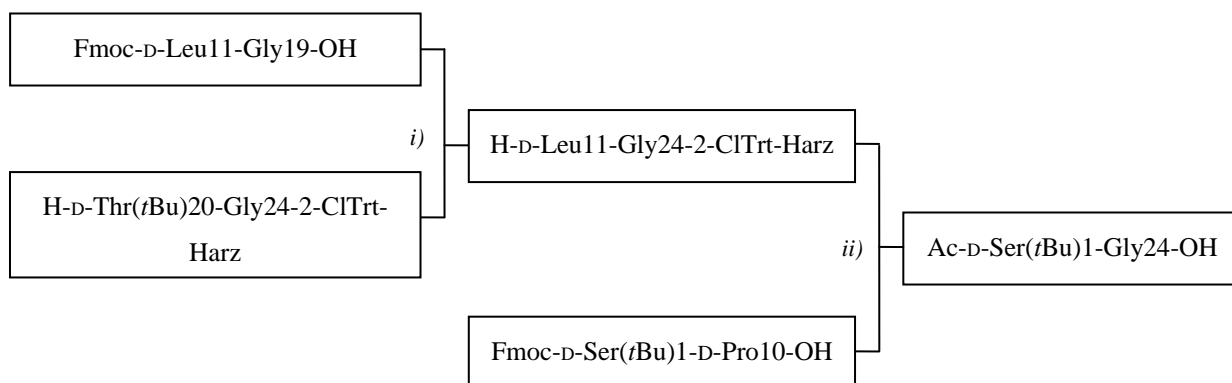 Fmoc-D-Leu11-Gly19-OH
i)
H-D-Thr(tBu)20-Gly24-2-ClTrt-
Harz
H-D-Leu11-Gly24-2-ClTrt-Harz
ii)
Fmoc-D-Ser(tBu)1-D-Pro10-OH
Ac-D-Ser(tBu)1-Gly24-OH